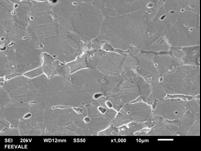 SEI 20kV WD12mm SS50 x1,000 10μm
FEEVALE